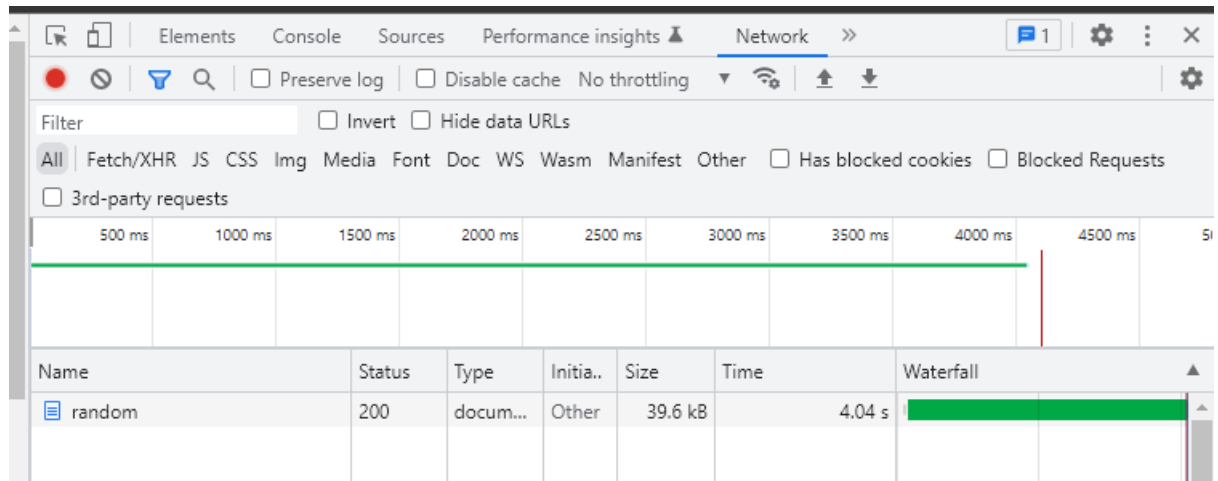 Elements Console Sources Performance insights Network » 1
Preserve log Disable cache No throttling
Filter Invert Hide data URLs
All Fetch/XHR JS CSS Img Media Font Doc WS Wasm Manifest Other Has blocked cookies Blocked Requests
3rd-party requests
500 ms 1000 ms 1500 ms 2000 ms 2500 ms 3000 ms 3500 ms 4000 ms 4500 ms
Name Status Type Initia.. Size Time Waterfall
random 200 docum... Other 39.6 kB 4.04 s